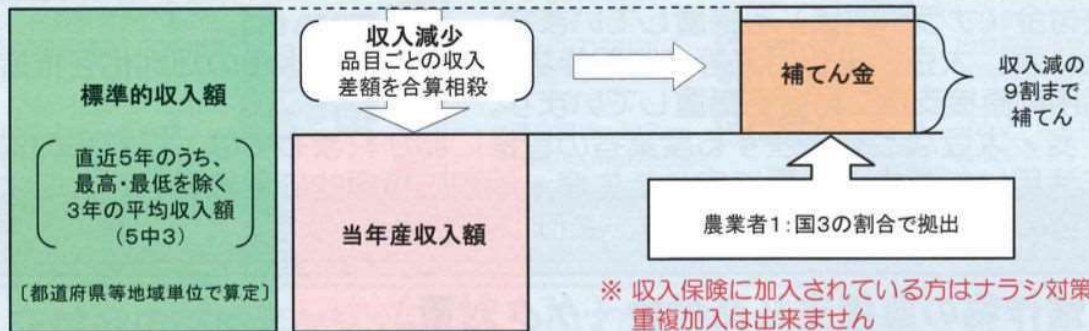 標準的収入額
直近5年のうち、
最高・最低を除く
3年の平均収入額
(5中3)
〔都道府県等地域単位で算定〕
収入減少
品目ごとの収入
差額を合算相殺
当年産収入額
補てん金
収入減の
9割まで
補てん
農業者1:国3の割合で拠出
※ 収入保険に加入されている方はナラシ対策
重複加入は出来ません